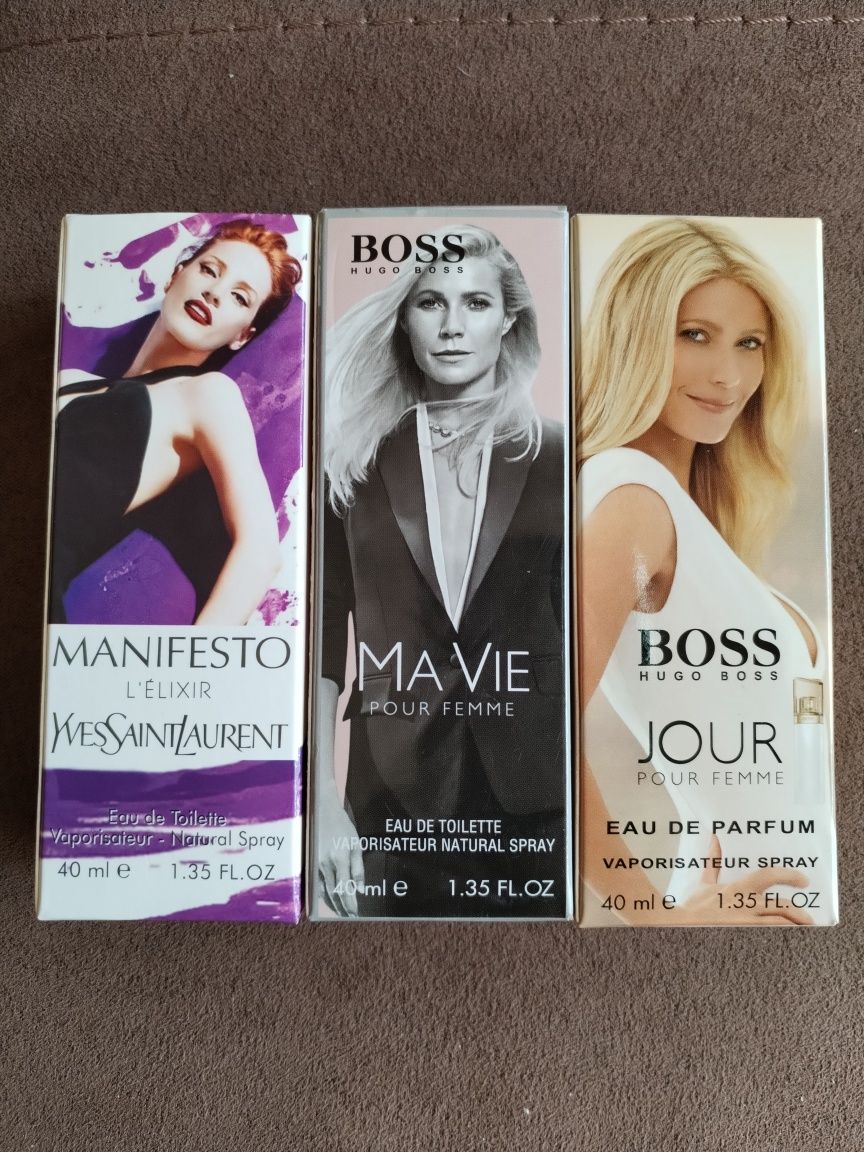 MANIFESTO
L'ÉLIXIR
YVESSAINTLAURENT
Eau de Toilette
Vaporisateur - Natural Spray
40 ml e 1.35 FL.OZ
BOSS
HUGO BOSS
MA VIE
POUR FEMME
EAU DE TOILETTE
VAPORISATEUR NATURAL SPRAY
40 ml e 1.35 FL.OZ
BOSS
HUGO BOSS
JOUR
POUR FEMME
EAU DE PARFUM
VAPORISATEUR SPRAY
40 ml e 1.35 FL.OZ